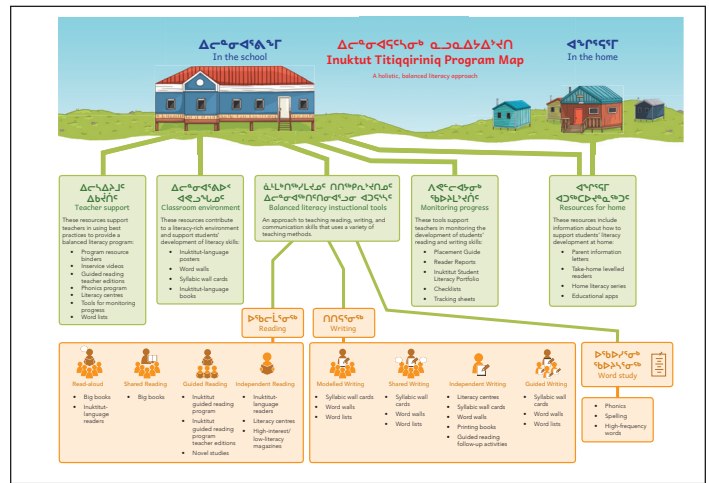 ᐃᓕᓐᓂᐊᕐᕕᖕᒥ
In the school
ᐃᓕᓐᓂᐊᕋᑦᓴᓂᒃ ᓇᓗᓇᐃᔭᐃᔾᔪᑎ
Inuktut Titiqqiriniq Program Map
A holistic, balanced literacy approach
ᐊᖏᕐᕋᕐᒥ
In the home
Teacher support
These resources support
teachers in using best
practices to provide a
balanced literacy program:
• Program resource
binders
• Inservice videos
• Guided reading
teacher editions
• Phonics program
• Literacy centres
• Tools for monitoring
progress
• Word lists
Classroom environment
These resources contribute
to a literacy-rich environment
and support students'
development of literacy skills:
• Inuktitut-language
posters
• Word walls
• Syllabic wall cards
• Inuktitut-language
books
Balanced literacy instuctional tools
An approach to teaching reading, writing, and
communication skills that uses a variety of
teaching methods.
Monitoring progress
These tools support
teachers in monitoring the
development of students'
reading and writing skills:
• Placement Guide
• Reader Reports
• Inuktitut Student
Literacy Portfolio
• Checklists
• Tracking sheets
ᐊᖏᕐᕋᕐᒥ
Resources for home
These resources include
information about how to
support students' literacy
development at home:
• Parent information
letters
• Take-home levelled
readers
• Home literacy series
• Educational apps
ᐅᖃᓕᒫᕐᓂᖅ
Reading
ᑎᑎᕋᕐᓂᖅ
Writing
Read-aloud
• Big books
• Inuktitut-
language
readers
Shared Reading
• Big books
Guided Reading
• Inuktitut
guided reading
program
• Inuktitut
guided reading
program
teacher editions
• Novel studies
Independent Reading
• Inuktitut-
language
readers
• Literacy centres
• High-interest/
low-literacy
magazines
Modelled Writing
• Syllabic wall cards
• Word walls
• Word lists
Shared Writing
• Syllabic wall
cards
• Word walls
• Word lists
Independent Writing
• Literacy centres
• Syllabic wall cards
• Word walls
• Printing books
• Guided reading
follow-up activities
Guided Writing
• Syllabic wall
cards
• Word walls
• Word lists
Word study
• Phonics
• Spelling
• High-frequency
words